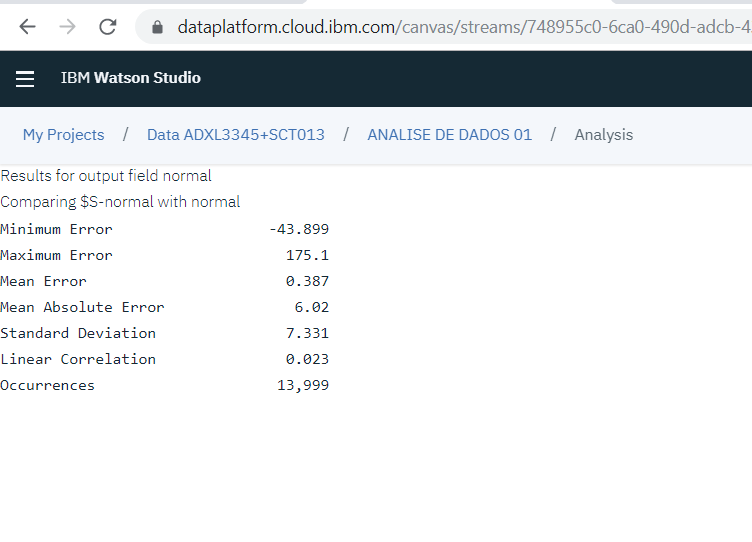 dataplatform.cloud.ibm.com/canvas/streams/748955c0-6ca0-490d-adcb-4
IBM Watson Studio
My Projects / Data ADXL3345+SCT013 / ANALISE DE DADOS 01 / Analysis
Results for output field normal
Comparing $S-normal with normal
Minimum Error -43.899
Maximum Error 175.1
Mean Error 0.387
Mean Absolute Error 6.02
Standard Deviation 7.331
Linear Correlation 0.023
Occurrences 13,999